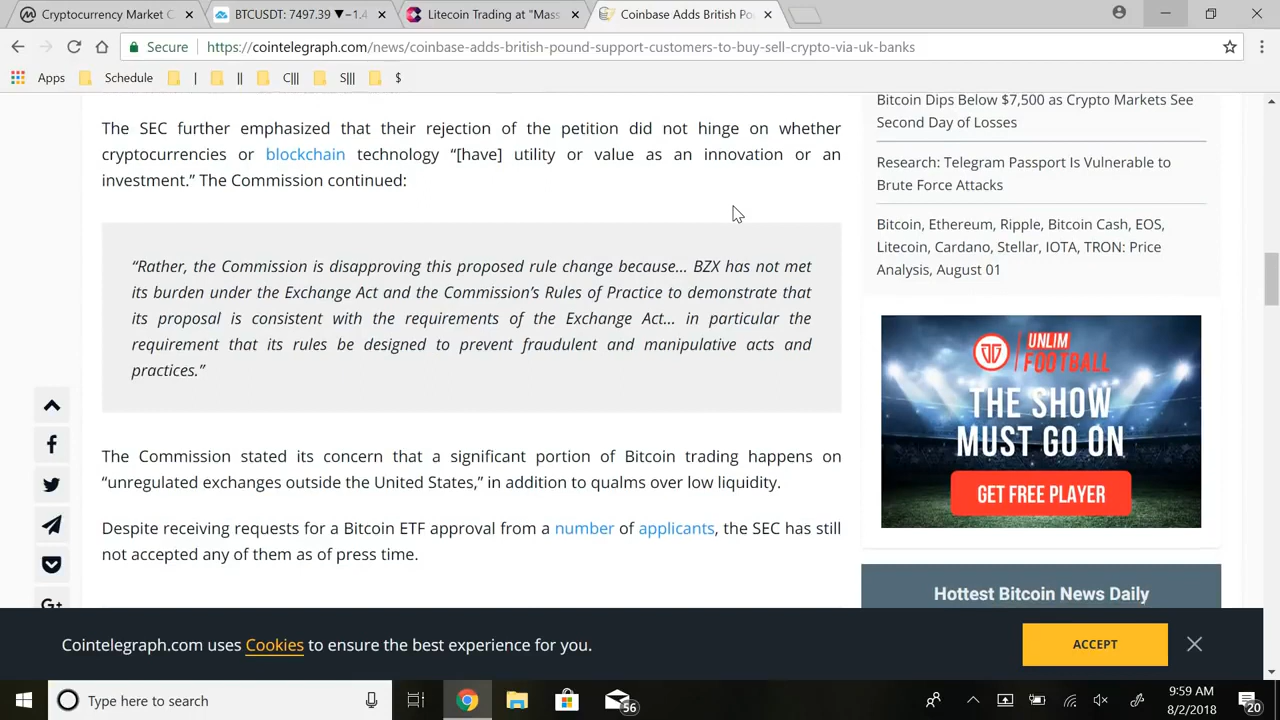 Cryptocurrency Market C
BTCUSDT: 7497.39 ▼−1.4
Litecoin Trading at "Mass
Coinbase Adds British Po
Secure
https://cointelegraph.com/news/coinbase-adds-british-pound-support-customers-to-buy-sell-crypto-via-uk-banks
Apps
Schedule
|
||
C|||
S|||
$
The SEC further emphasized that their rejection of the petition did not hinge on whether
cryptocurrencies or blockchain technology “[have] utility or value as an innovation or an
investment.” The Commission continued:
“Rather, the Commission is disapproving this proposed rule change because… BZX has not met
its burden under the Exchange Act and the Commission’s Rules of Practice to demonstrate that
its proposal is consistent with the requirements of the Exchange Act… in particular the
requirement that its rules be designed to prevent fraudulent and manipulative acts and
practices.”
The Commission stated its concern that a significant portion of Bitcoin trading happens on
“unregulated exchanges outside the United States,” in addition to qualms over low liquidity.
Despite receiving requests for a Bitcoin ETF approval from a number of applicants, the SEC has still
not accepted any of them as of press time.
Bitcoin Dips Below $7,500 as Crypto Markets See
Second Day of Losses
Research: Telegram Passport Is Vulnerable to
Brute Force Attacks
Bitcoin, Ethereum, Ripple, Bitcoin Cash, EOS,
Litecoin, Cardano, Stellar, IOTA, TRON: Price
Analysis, August 01
UNLIM
FOOTBALL
THE SHOW
MUST GO ON
GET FREE PLAYER
Hottest Bitcoin News Daily
G+
Cointelegraph.com uses Cookies to ensure the best experience for you.
ACCEPT
Type here to search
56
9:59 AM
8/2/2018
20